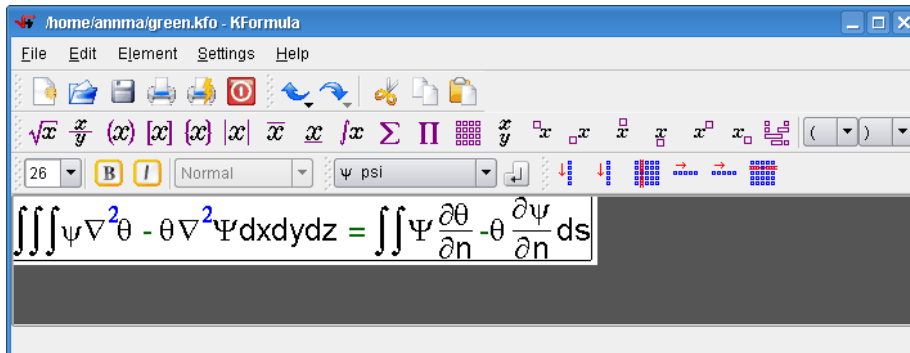 /home/annma/green.kfo - KFormula
File Edit Element Settings Help
√x x/y (x) [x] {x} |x| x̅ x̲ ∫x Σ Π x/y x x x x x x ( )
26 B I Normal ψ psi
∫∫∫ψ∇²θ - θ∇²Ψdxdydz = ∫∫Ψ∂θ/∂n -θ ∂ψ/∂n ds